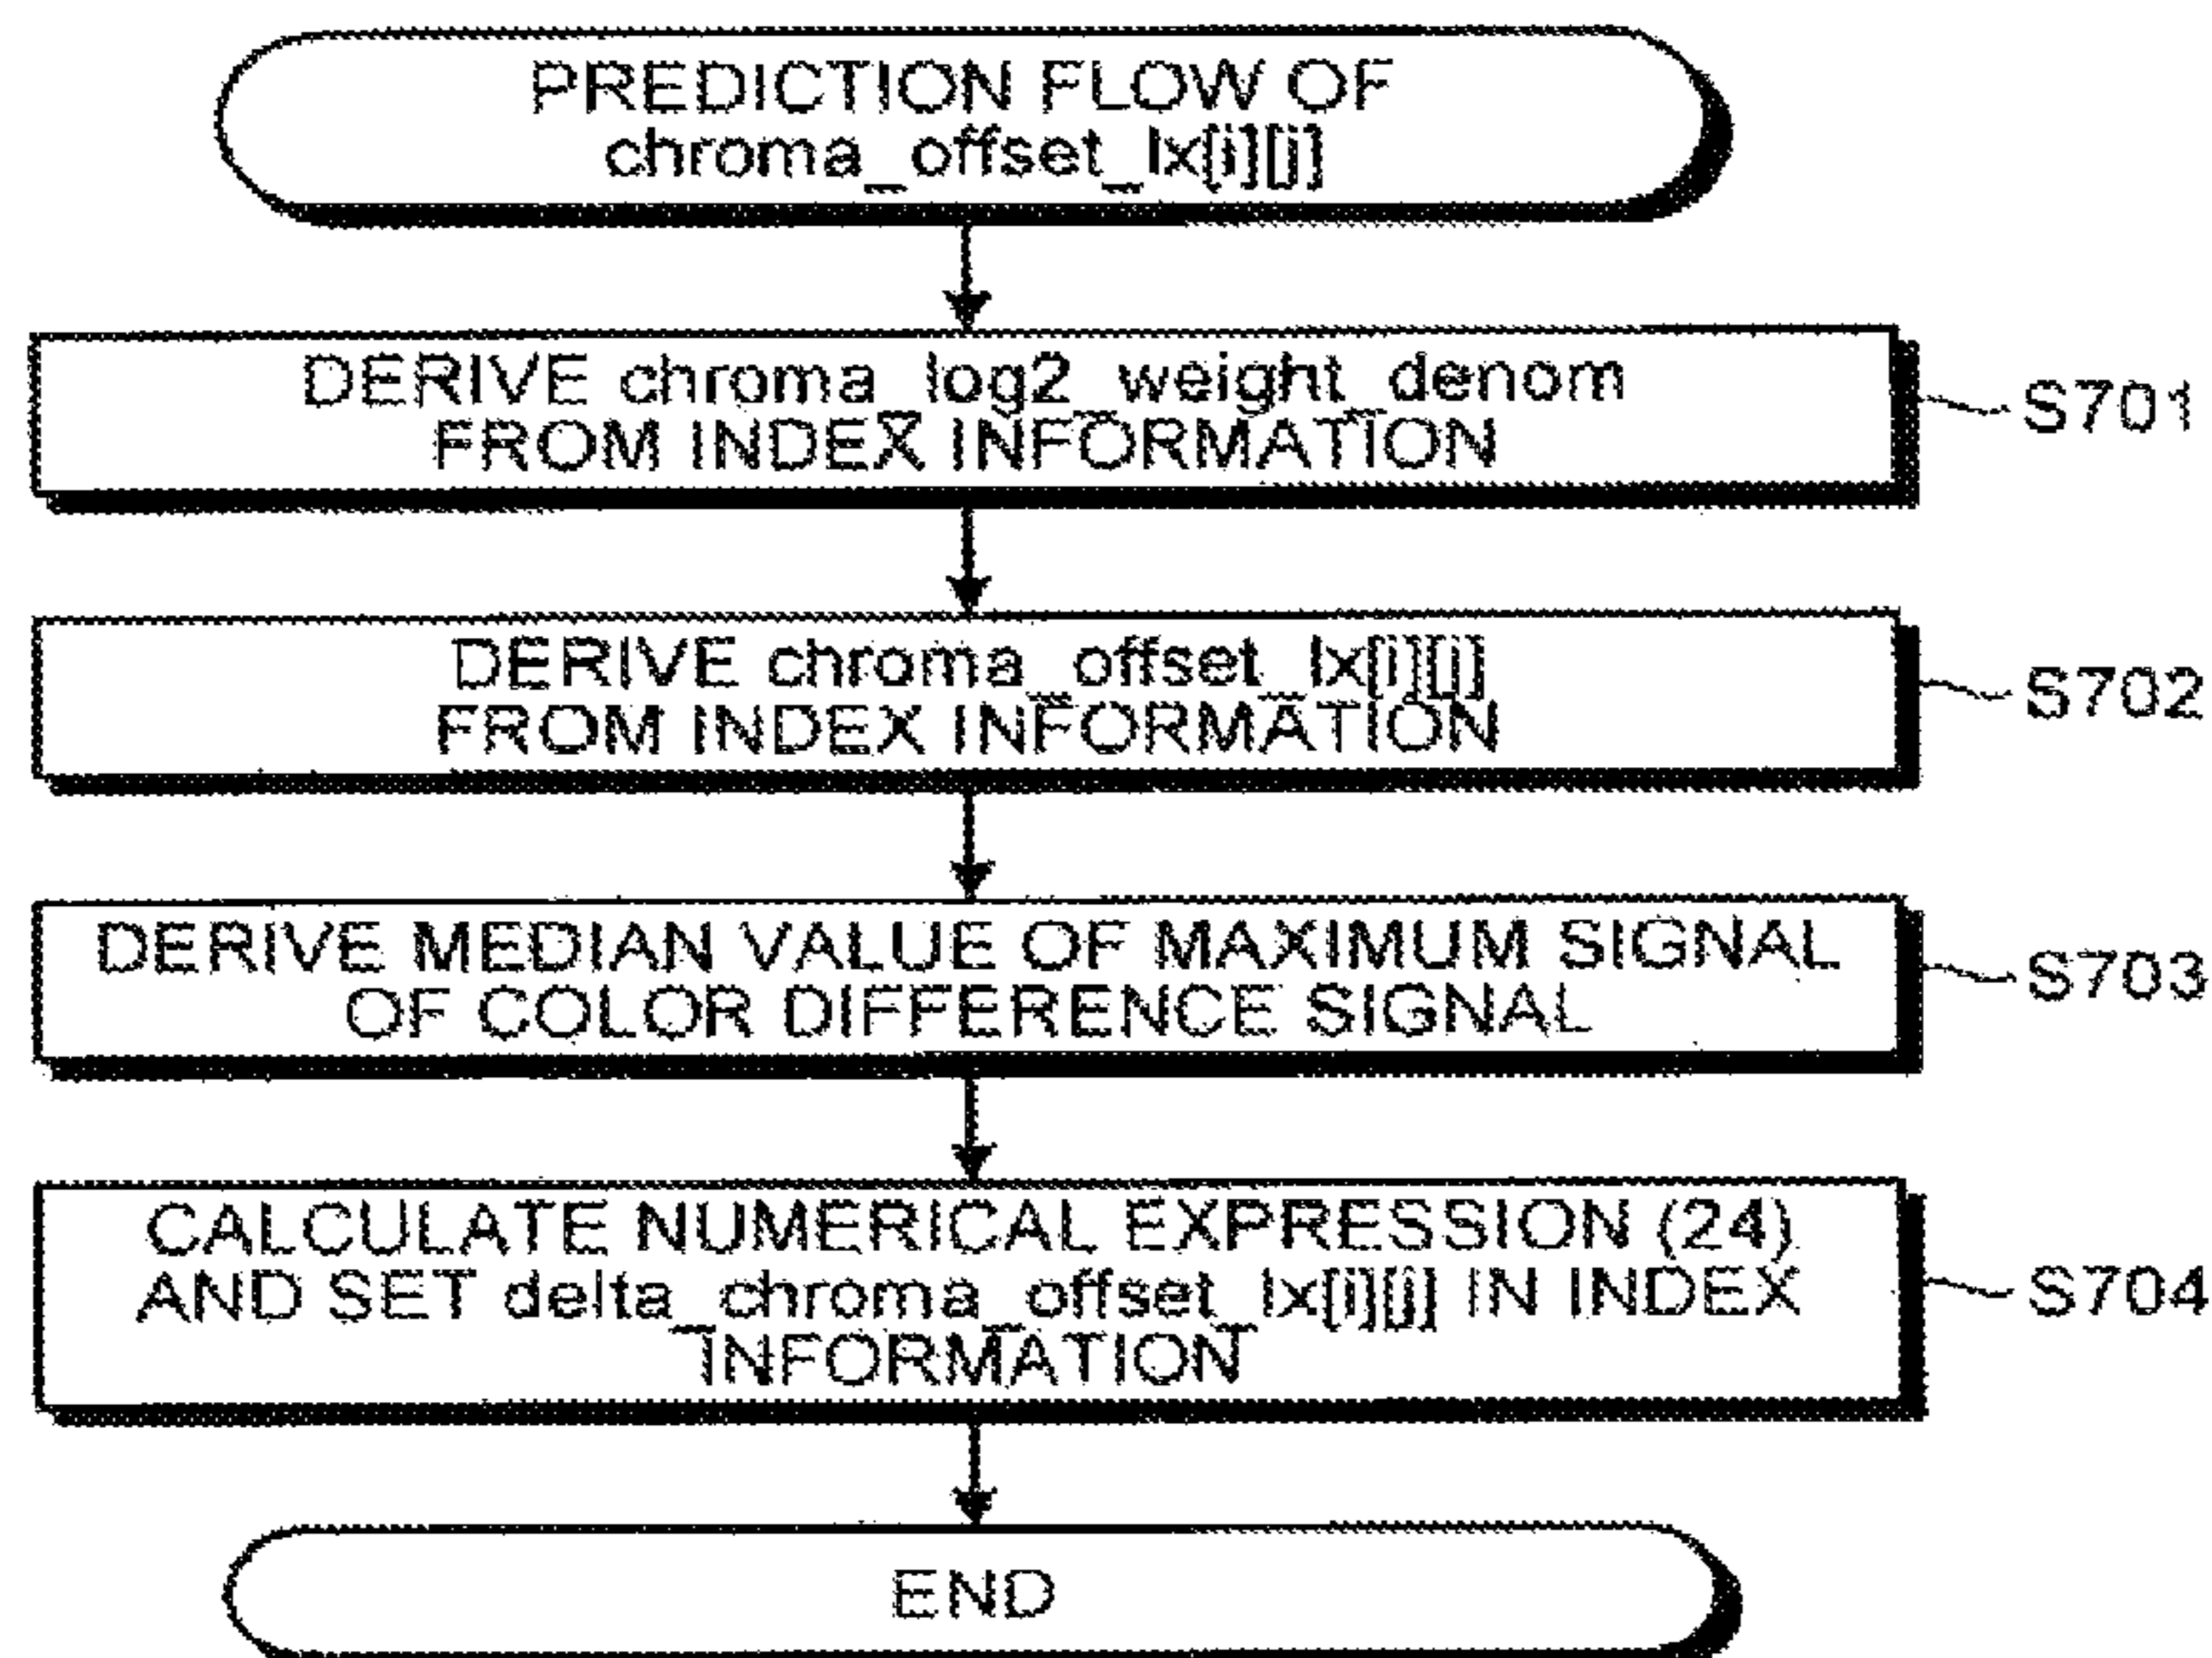 PREDICTION FLOW OF
chroma_offset_lx[i][j]
DERIVE chroma_log2_weight_denom
FROM INDEX INFORMATION
S701
DERIVE chroma_offset_lx[i][j]
FROM INDEX INFORMATION
S702
DERIVE MEDIAN VALUE OF MAXIMUM SIGNAL
OF COLOR DIFFERENCE SIGNAL
S703
CALCULATE NUMERICAL EXPRESSION (24)
AND SET delta_chroma_offset_lx[i][j] IN INDEX
INFORMATION
S704
END